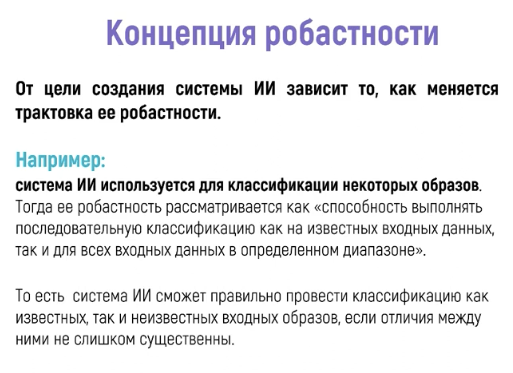 Концепция робастности
От цели создания системы ИИ зависит то, как меняется
трактовка ее робастности.
Например:
система ИИ используется для классификации некоторых образов.
Тогда ее робастность рассматривается как «способность выполнять
последовательную классификацию как на известных входных данных,
так и для всех входных данных в определенном диапазоне».
То есть система ИИ сможет правильно провести классификацию как
известных, так и неизвестных входных образов, если отличия между
ними не слишком существенны.